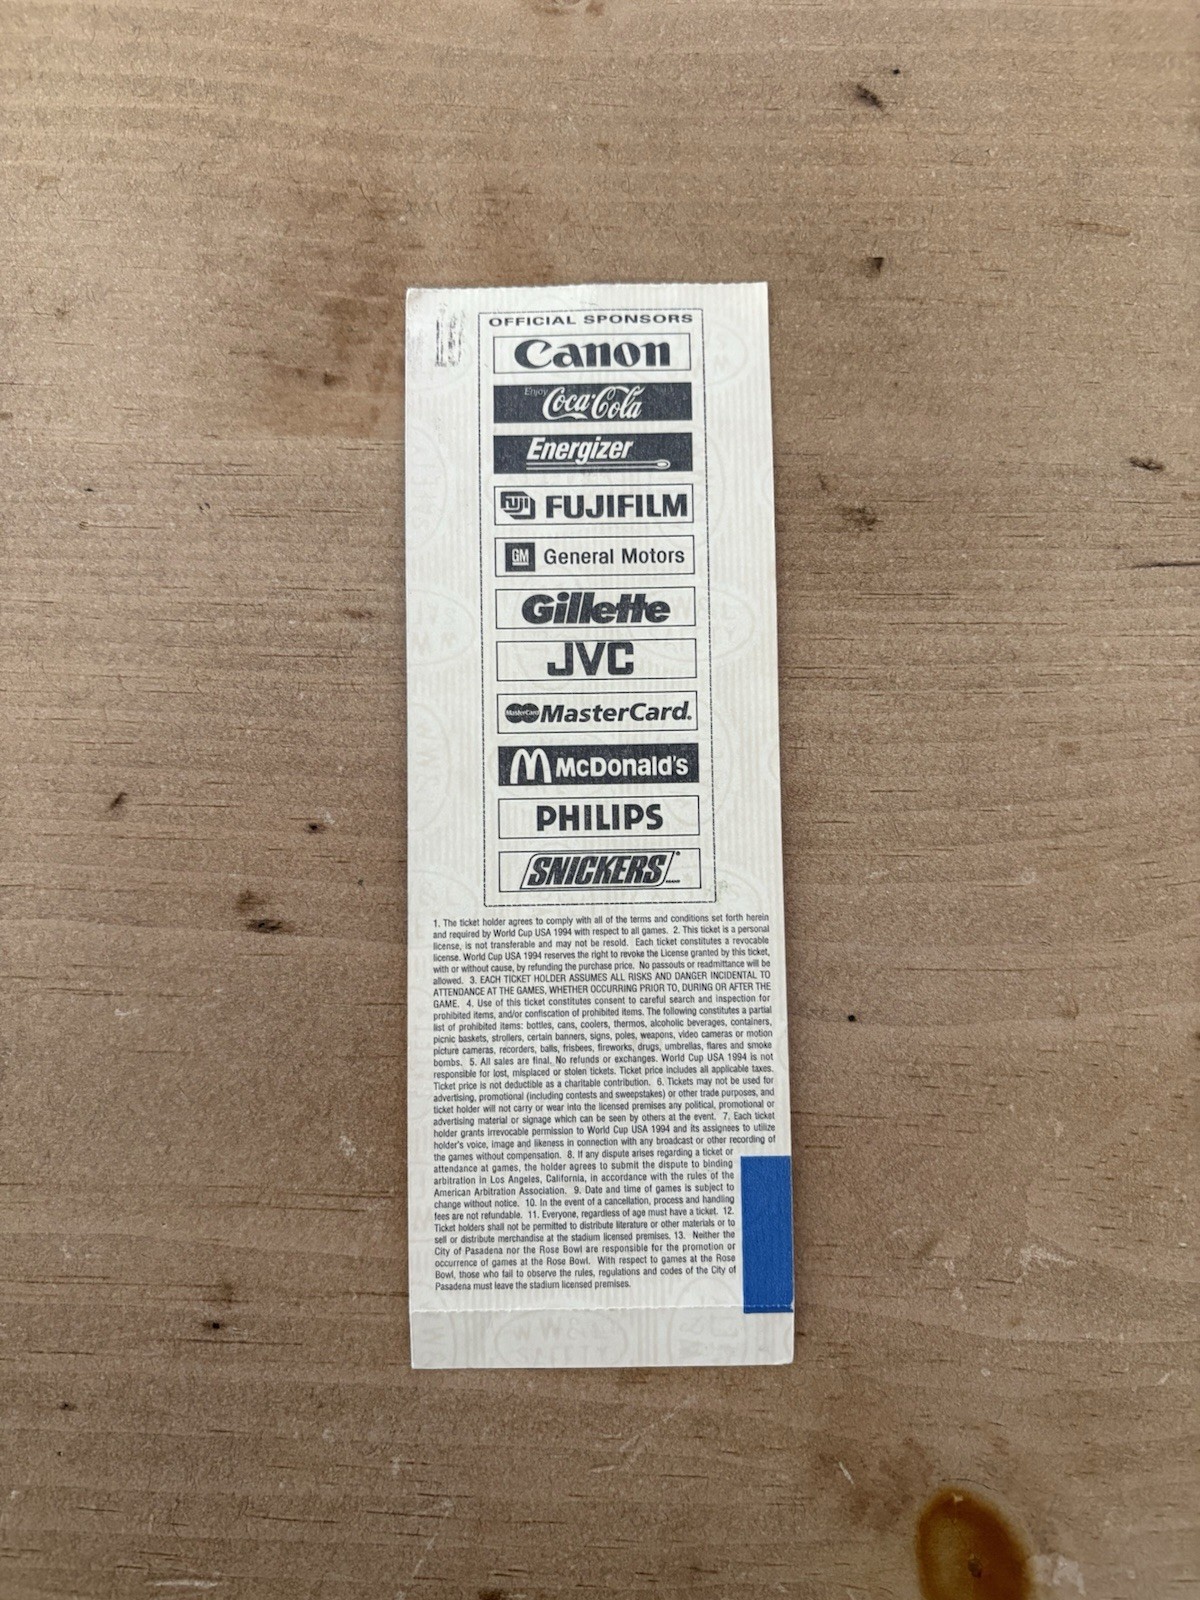 OFFICIAL SPONSORS
Canon
Enjoy
Coca-Cola
Energizer
FUJI FUJIFILM
GM General Motors
Gillette
JVC
MasterCard MasterCard.
McDonald's
PHILIPS
SNICKERS®
1. The ticket holder agrees to comply with all of the terms and conditions set forth herein
and required by World Cup USA 1994 with respect to all games. 2. This ticket is a personal
license, is not transferable and may not be resold. Each ticket constitutes a revocable
license. World Cup USA 1994 reserves the right to revoke the License granted by this ticket,
with or without cause, by refunding the purchase price. No passouts or readmittance will be
allowed. 3. EACH TICKET HOLDER ASSUMES ALL RISKS AND DANGER INCIDENTAL TO
ATTENDANCE AT THE GAMES, WHETHER OCCURRING PRIOR TO, DURING OR AFTER THE
GAME. 4. Use of this ticket constitutes consent to careful search and inspection for
prohibited items, and/or confiscation of prohibited items. The following constitutes a partial
list of prohibited items: bottles, cans, coolers, thermos, alcoholic beverages, containers,
picnic baskets, strollers, certain banners, signs, poles, weapons, video cameras or motion
picture cameras, recorders, balls, frisbees, fireworks, drugs, umbrellas, flares and smoke
bombs. 5. All sales are final. No refunds or exchanges. World Cup USA 1994 is not
responsible for lost, misplaced or stolen tickets. Ticket price includes all applicable taxes.
Ticket price is not deductible as a charitable contribution. 6. Tickets may not be used for
advertising, promotional (including contests and sweepstakes) or other trade purposes, and
ticket holder will not carry or wear into the licensed premises any political, promotional or
advertising material or signage which can be seen by others at the event. 7. Each ticket
holder grants irrevocable permission to World Cup USA 1994 and its assignees to utilize
holder's voice, image and likeness in connection with any broadcast or other recording of
the games without compensation. 8. If any dispute arises regarding a ticket or
attendance at games, the holder agrees to submit the dispute to binding
arbitration in Los Angeles, California, in accordance with the rules of the
American Arbitration Association. 9. Date and time of games is subject to
change without notice. 10. In the event of a cancellation, process and handling
fees are not refundable. 11. Everyone, regardless of age must have a ticket. 12.
Ticket holders shall not be permitted to distribute literature or other materials or to
sell or distribute merchandise at the stadium licensed premises. 13. Neither the
City of Pasadena nor the Rose Bowl are responsible for the promotion or
occurrence of games at the Rose Bowl. With respect to games at the Rose
Bowl, those who fail to observe the rules, regulations and codes of the City of
Pasadena must leave the stadium licensed premises.